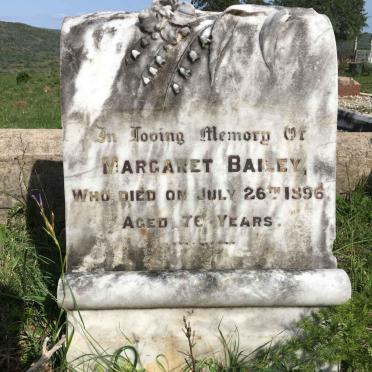 In Loving Memory Of
MARGARET BAILEY,
WHO DIED ON JULY 26TH 1896
AGED 76 YEARS.